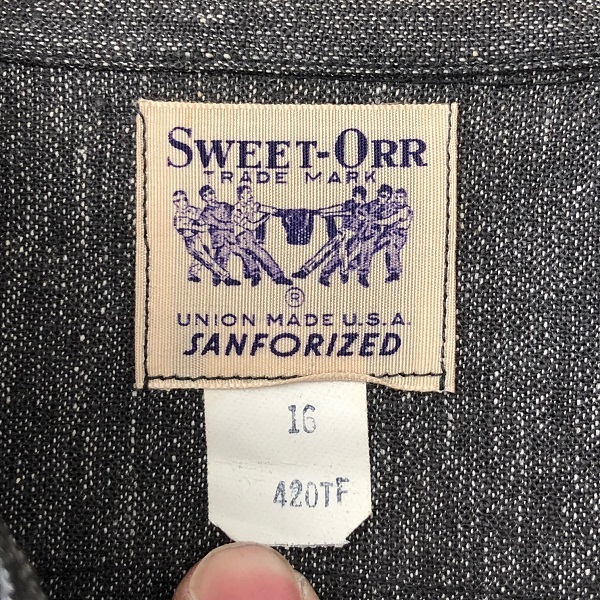 SWEET-ORR
TRADE MARK
®
UNION MADE U.S.A.
SANFORIZED
16
420TF